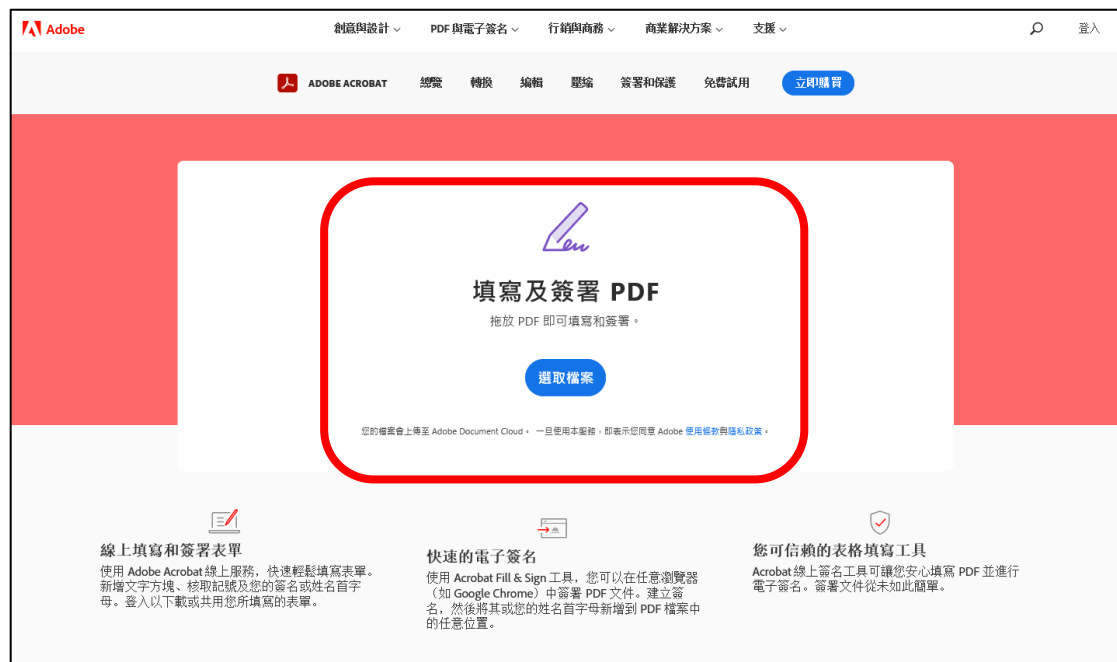 Adobe
創意與設計 PDF 與電子簽名 行銷與商務 商業解決方案 支援 登入
ADOBE ACROBAT 總覽 轉換 編輯 壓縮 簽署和保護 免費試用 立即購買
填寫及簽署 PDF
拖放 PDF 即可填寫和簽署。
選取檔案
您的檔案會上傳至 Adobe Document Cloud。 一旦使用本服務，即表示您同意 Adobe 使用條款與隱私政策。
線上填寫和簽署表單
使用 Adobe Acrobat 線上服務，快速輕鬆填寫表單。
新增文字方塊、核取記號及您的簽名或姓名首字
母。登入以下載或共用您所填寫的表單。
快速的電子簽名
使用 Acrobat Fill & Sign 工具，您可以在任意瀏覽器
（如 Google Chrome）中簽署 PDF 文件。建立簽
名，然後將其或您的姓名首字母新增到 PDF 檔案中
的任意位置。
您可信賴的表格填寫工具
Acrobat 線上簽名工具可讓您安心填寫 PDF 並進行
電子簽名。簽署文件從未如此簡單。